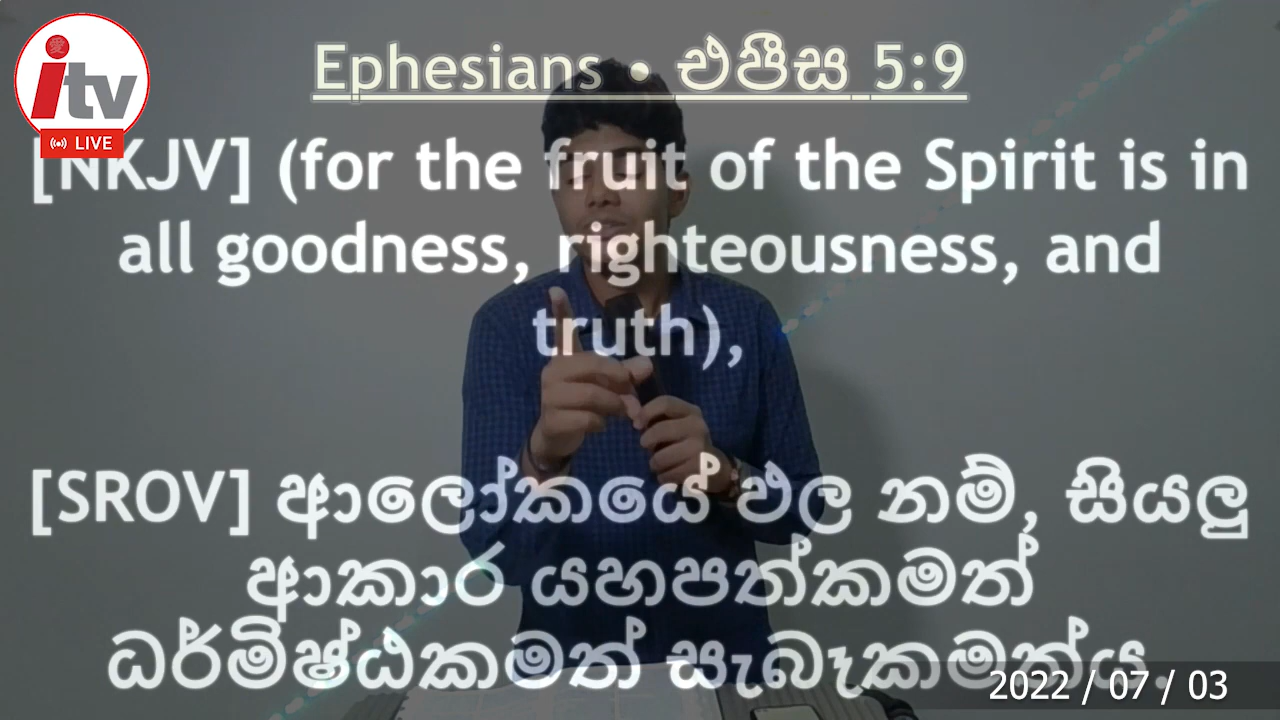 愛
itv
LIVE
Ephesians • එපීස 5:9
[NKJV] (for the fruit of the Spirit is in
all goodness, righteousness, and
truth),
[SROV] ආලෝකයේ ඵල නම්, සියලු
ආකාර යහපත්කමත්
ධර්මිෂ්ඨකමත් සැබෑකමත්ය.
2022 / 07 / 03